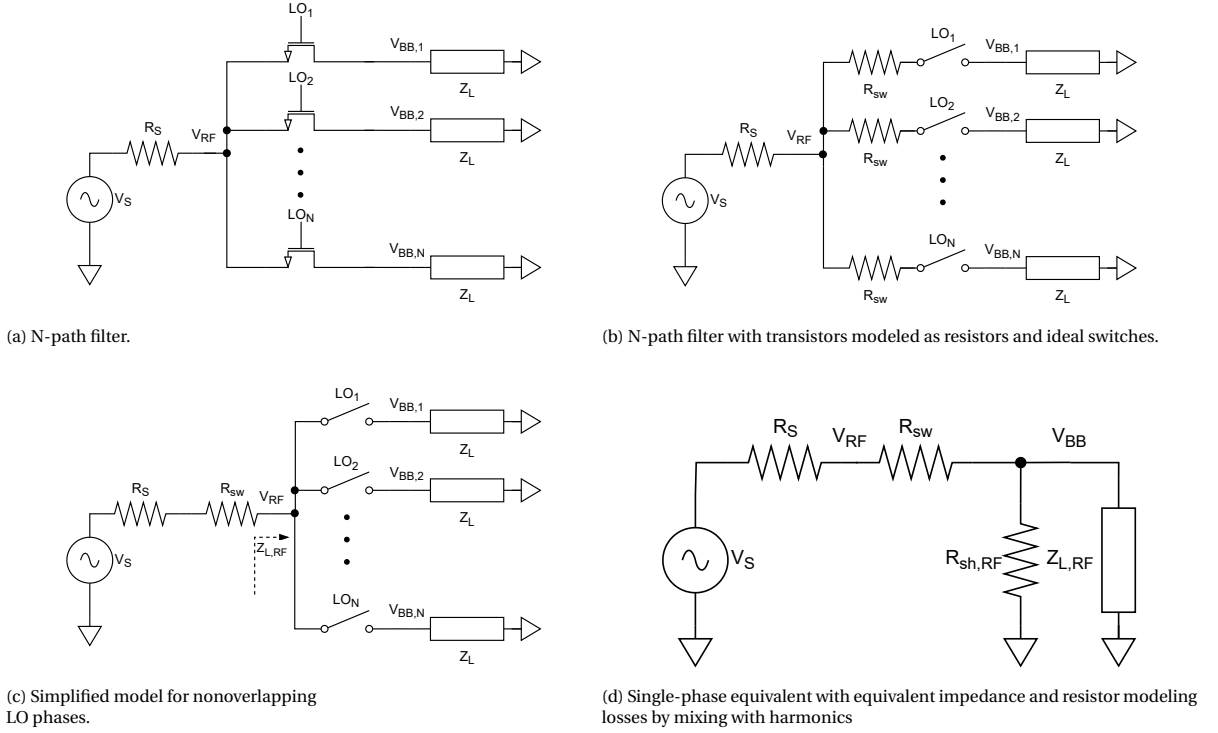 LO1
VBB,1
ZL
LO2
VBB,2
ZL
RS
VRF
VS
LON
VBB,N
ZL
(a) N-path filter.
LO1
VBB,1
Rsw
ZL
LO2
VBB,2
RS
VRF
Rsw
ZL
VS
LON
VBB,N
Rsw
ZL
(b) N-path filter with transistors modeled as resistors and ideal switches.
LO1
VBB,1
ZL
LO2
VBB,2
RS
Rsw
VRF
ZL
ZL,RF
VS
LON
VBB,N
ZL
(c) Simplified model for nonoverlapping
LO phases.
RS
VRF
Rsw
VBB
VS
Rsh,RF
ZL,RF
(d) Single-phase equivalent with equivalent impedance and resistor modeling
losses by mixing with harmonics